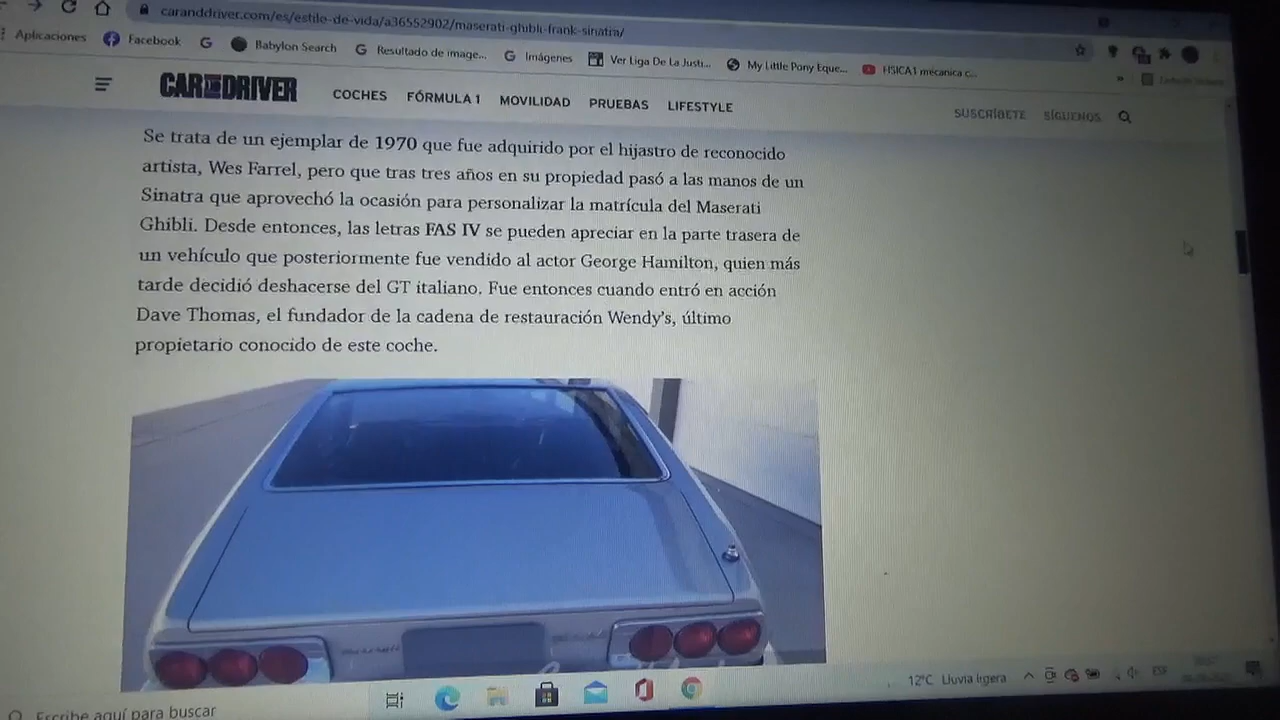 caranddriver.com/es/estilo-de-vida/a36552902/maserati-ghibli-frank-sinatra/
Aplicaciones Facebook Babylon Search Resultado de image... Imágenes Ver Liga De La Justi... My Little Pony Eque... »
CAR AND DRIVER COCHES FÓRMULA 1 MOVILIDAD PRUEBAS LIFESTYLE SUSCRÍBETE SÍGUENOS
Se trata de un ejemplar de 1970 que fue adquirido por el hijastro de reconocido
artista, Wes Farrel, pero que tras tres años en su propiedad pasó a las manos de un
Sinatra que aprovechó la ocasión para personalizar la matrícula del Maserati
Ghibli. Desde entonces, las letras FAS IV se pueden apreciar en la parte trasera de
un vehículo que posteriormente fue vendido al actor George Hamilton, quien más
tarde decidió deshacerse del GT italiano. Fue entonces cuando entró en acción
Dave Thomas, el fundador de la cadena de restauración Wendy's, último
propietario conocido de este coche.
12°C Lluvia ligera ESP
Escribe aquí para buscar